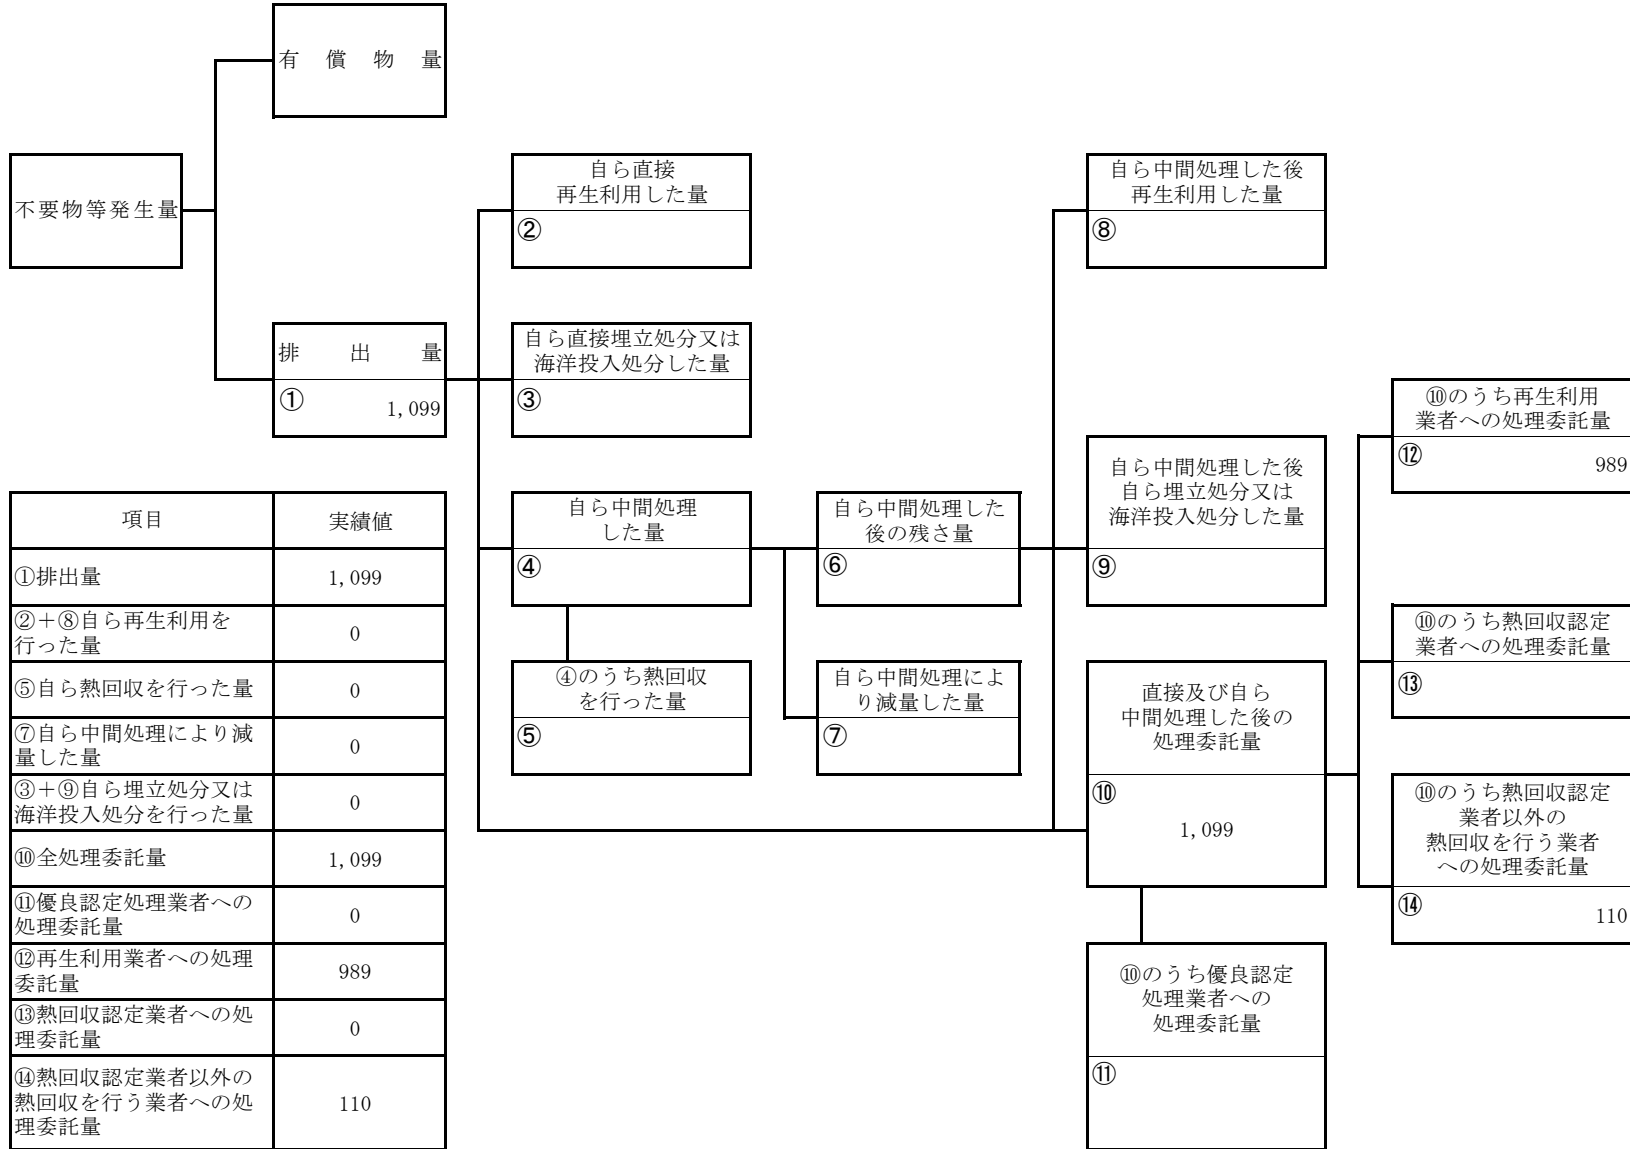 有償物量
不要物等発生量
排出量
①
1,099
自ら直接
再生利用した量
②
自ら直接埋立処分又は
海洋投入処分した量
③
自ら中間処理
した量
④
④のうち熱回収
を行った量
⑤
自ら中間処理した
後の残さ量
⑥
自ら中間処理によ
り減量した量
⑦
自ら中間処理した後
再生利用した量
⑧
自ら中間処理した後
自ら埋立処分又は
海洋投入処分した量
⑨
直接及び自ら
中間処理した後の
処理委託量
⑩
1,099
⑩のうち優良認定
処理業者への
処理委託量
⑪
⑩のうち再生利用
業者への処理委託量
⑫
989
⑩のうち熱回収認定
業者への処理委託量
⑬
⑩のうち熱回収認定
業者以外の
熱回収を行う業者
への処理委託量
⑭
110
項目 実績値
①排出量 1,099
②+⑧自ら再生利用を
行った量 0
⑤自ら熱回収を行った量 0
⑦自ら中間処理により減
量した量 0
③+⑨自ら埋立処分又は
海洋投入処分を行った量 0
⑩全処理委託量 1,099
⑪優良認定処理業者への
処理委託量 0
⑫再生利用業者への処理
委託量 989
⑬熱回収認定業者への処
理委託量 0
⑭熱回収認定業者以外の
熱回収を行う業者への処
理委託量 110